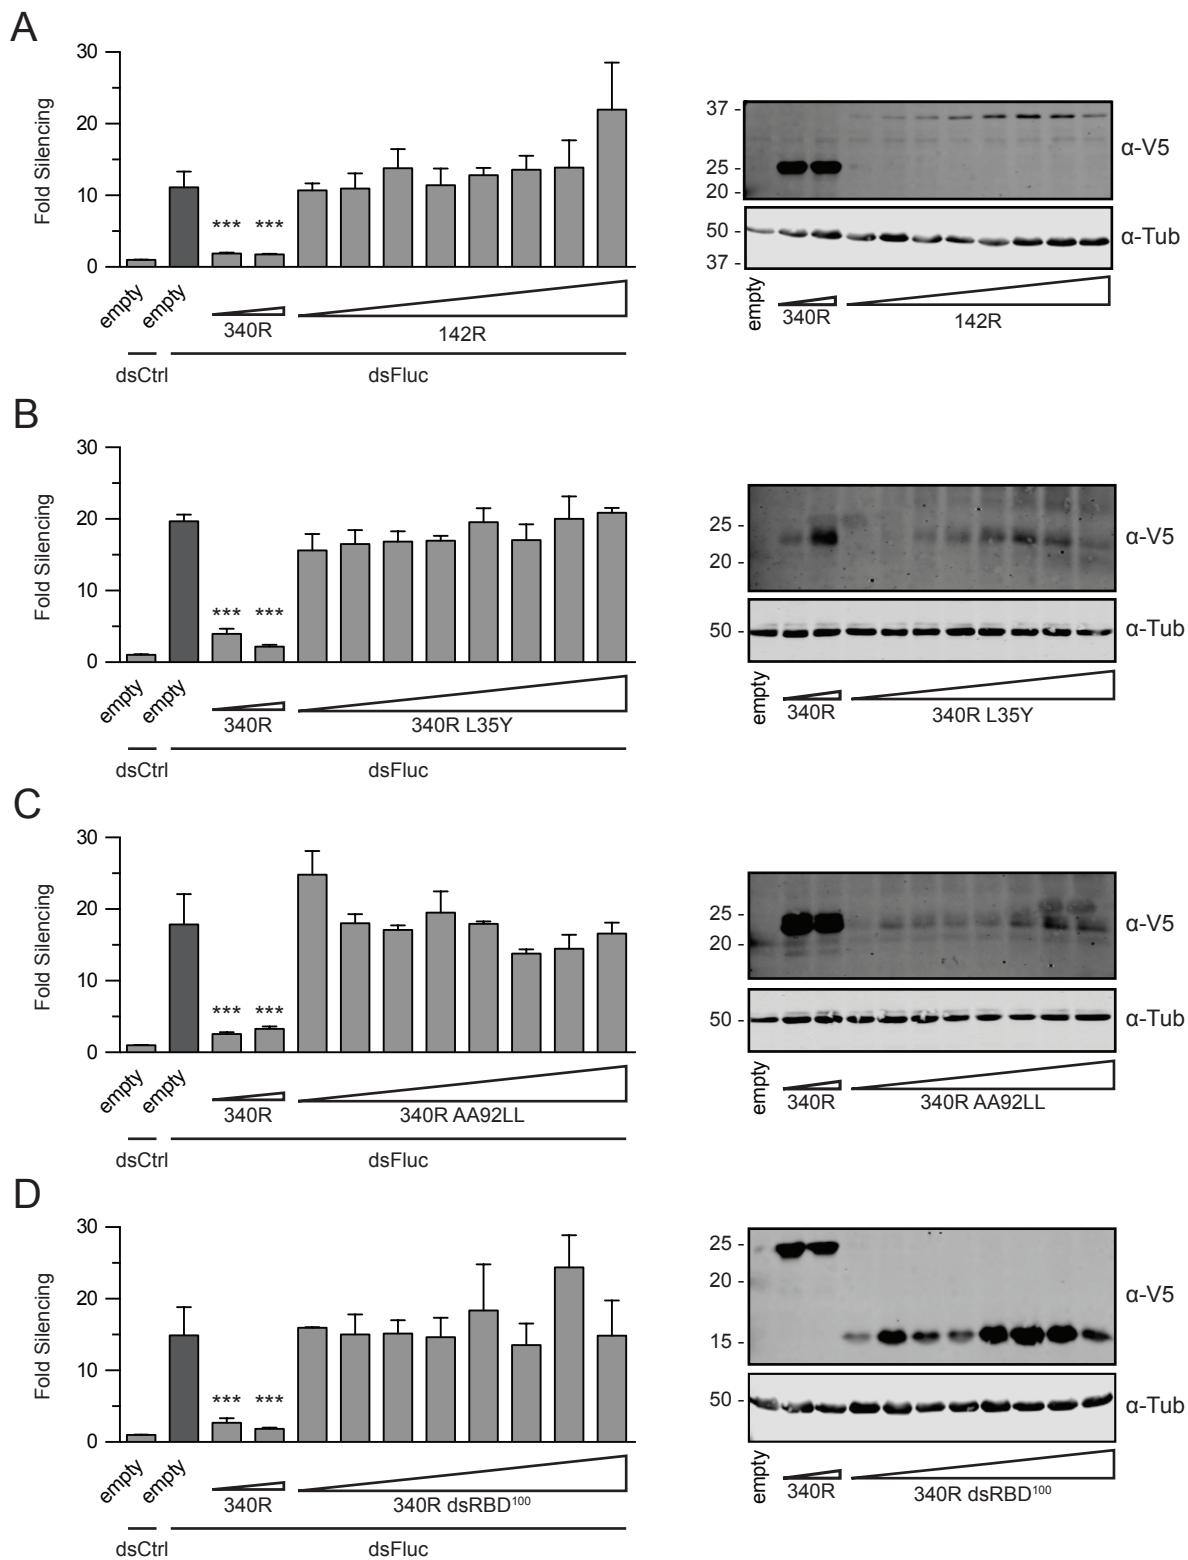 A
30
20
10
0
Fold Silencing
***
***
empty
empty
340R
142R
dsCtrl
dsFluc
37 -
25 -
20 -
α-V5
50 -
37 -
α-Tub
empty
340R
142R
B
30
20
10
0
Fold Silencing
***
***
empty
empty
340R
340R L35Y
dsCtrl
dsFluc
25 -
20 -
α-V5
50 -
α-Tub
empty
340R
340R L35Y
C
30
20
10
0
Fold Silencing
***
***
empty
empty
340R
340R AA92LL
dsCtrl
dsFluc
25 -
20 -
α-V5
50 -
α-Tub
empty
340R
340R AA92LL
D
30
20
10
0
Fold Silencing
***
***
empty
empty
340R
340R dsRBD¹⁰⁰
dsCtrl
dsFluc
25 -
20 -
15 -
α-V5
50 -
α-Tub
empty
340R
340R dsRBD¹⁰⁰